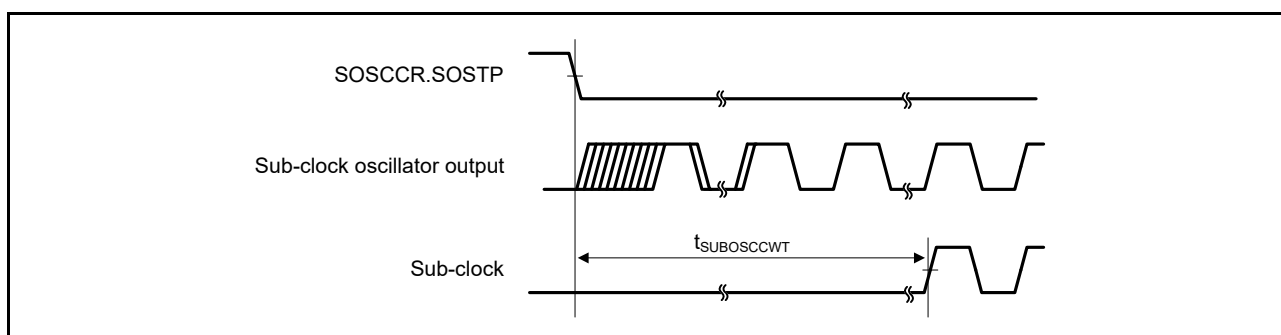 SOSCCR.SOSTP
Sub-clock oscillator output
tSUBOSCCWT
Sub-clock